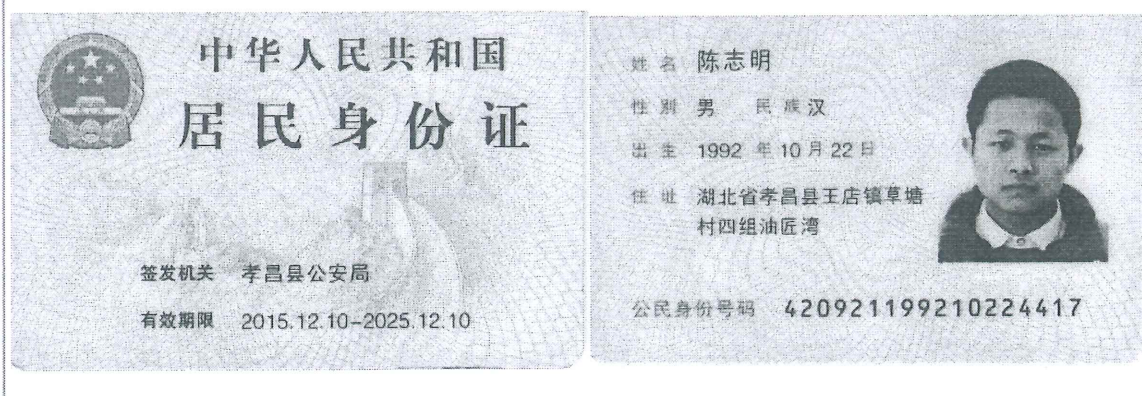 中华人民共和国
居民身份证
签发机关 孝昌县公安局
有效期限 2015.12.10-2025.12.10
姓名 陈志明
性别 男 民族 汉
出生 1992 年 10 月 22 日
住址 湖北省孝昌县王店镇草塘
村四组油匠湾
公民身份号码 420921199210224417